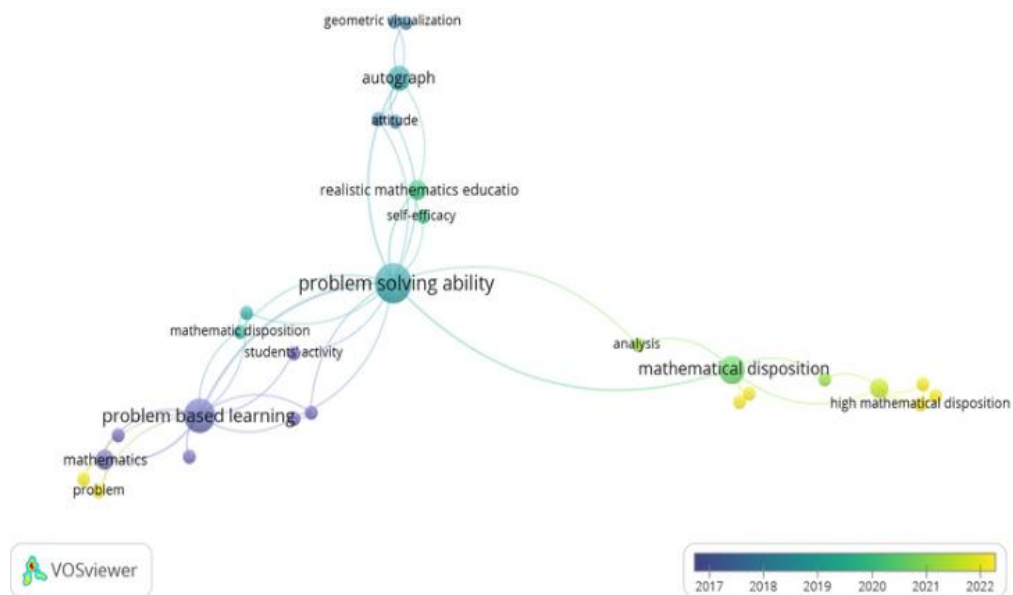 geometric visualization
autograph
attitude
realistic mathematics educatio
self-efficacy
problem solving ability
mathematic disposition
students' activity
analysis
mathematical disposition
high mathematical disposition
problem based learning
mathematics
problem
VOSviewer
2017 2018 2019 2020 2021 2022